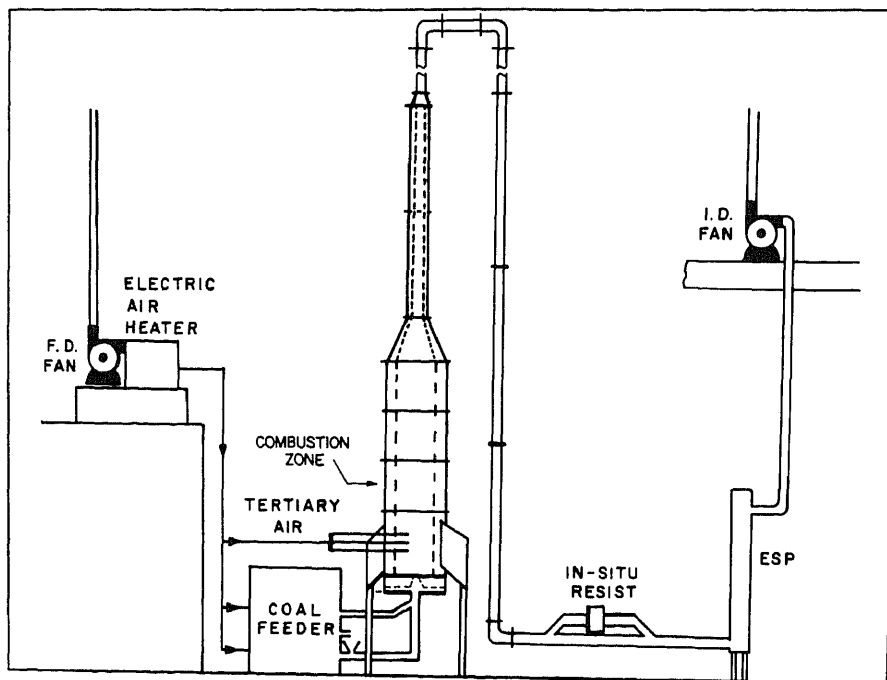 I.D.
FAN
ELECTRIC
AIR
HEATER
F.D.
FAN
COMBUSTION
ZONE
TERTIARY
AIR
COAL
FEEDER
IN-SITU
RESIST
ESP